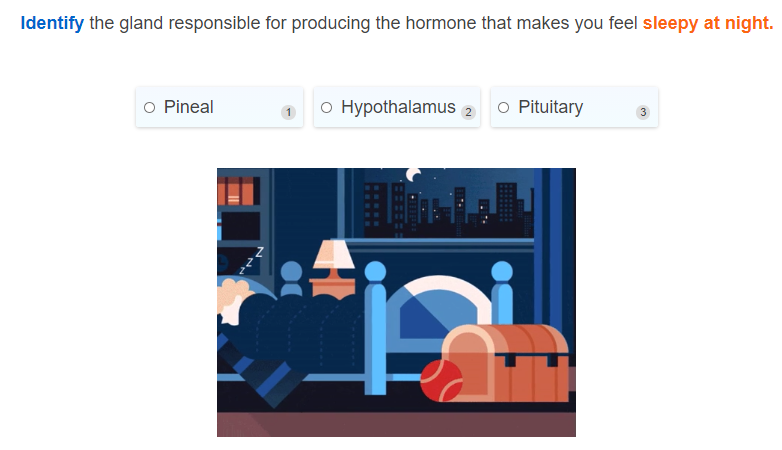 Identify the gland responsible for producing the hormone that makes you feel sleepy at night.
Pineal 1 Hypothalamus 2 Pituitary 3
z z Z